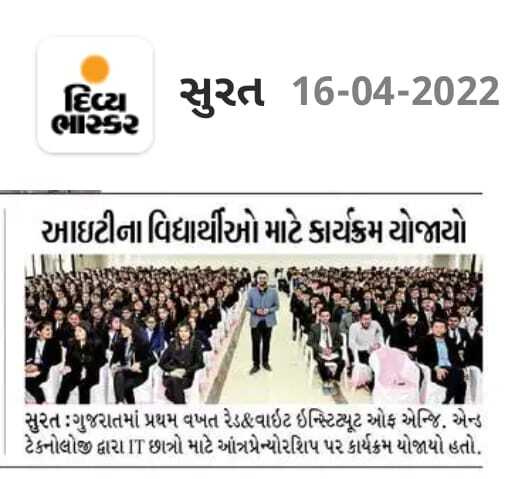 દિવ્ય
ભાસ્કર
સુરત 16-04-2022
આઇટીના વિદ્યાર્થીઓ માટે કાર્યક્રમ યોજાયો
સુરત : ગુજરાતમાં પ્રથમ વખત રેડ&વાઇટ ઇન્સ્ટિટ્યૂટ ઓફ એન્જિ. એન્ડ
ટેકનોલોજી દ્વારા IT છાત્રો માટે આંત્રપ્રેન્યોરશિપ પર કાર્યક્રમ યોજાયો હતો.